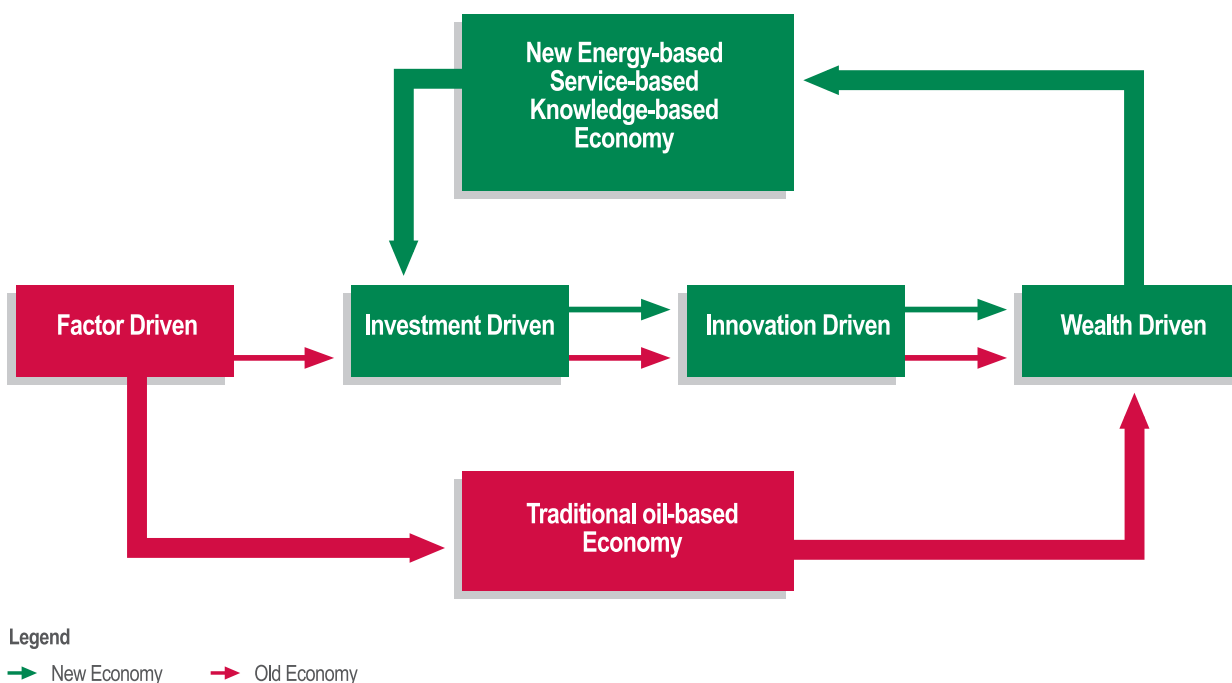 New Energy-based
Service-based
Knowledge-based
Economy
Factor Driven
Investment Driven
Innovation Driven
Wealth Driven
Traditional oil-based
Economy
Legend
New Economy
Old Economy